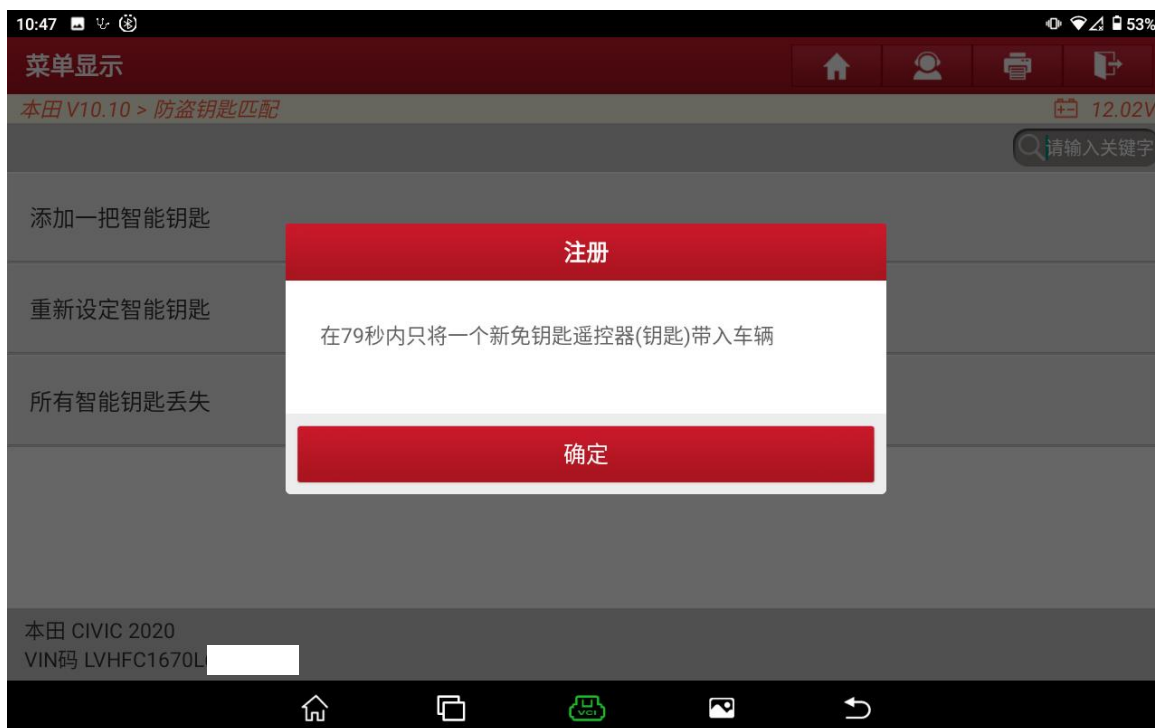 10:47
53%
菜单显示
本田 V10.10 > 防盗钥匙匹配
12.02V
请输入关键字
添加一把智能钥匙
注册
重新设定智能钥匙
在79秒内只将一个新免钥匙遥控器(钥匙)带入车辆
所有智能钥匙丢失
确定
本田 CIVIC 2020
VIN码 LVHFC1670L
VCI